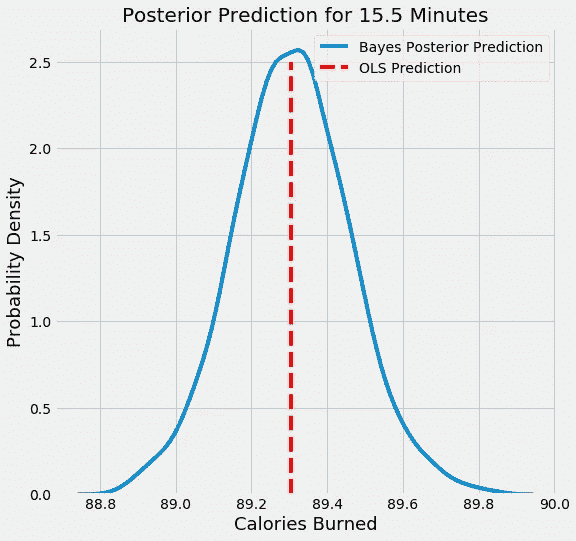 Posterior Prediction for 15.5 Minutes
Bayes Posterior Prediction
OLS Prediction
Probability Density
2.5
2.0
1.5
1.0
0.5
0.0
88.8 89.0 89.2 89.4 89.6 89.8 90.0
Calories Burned